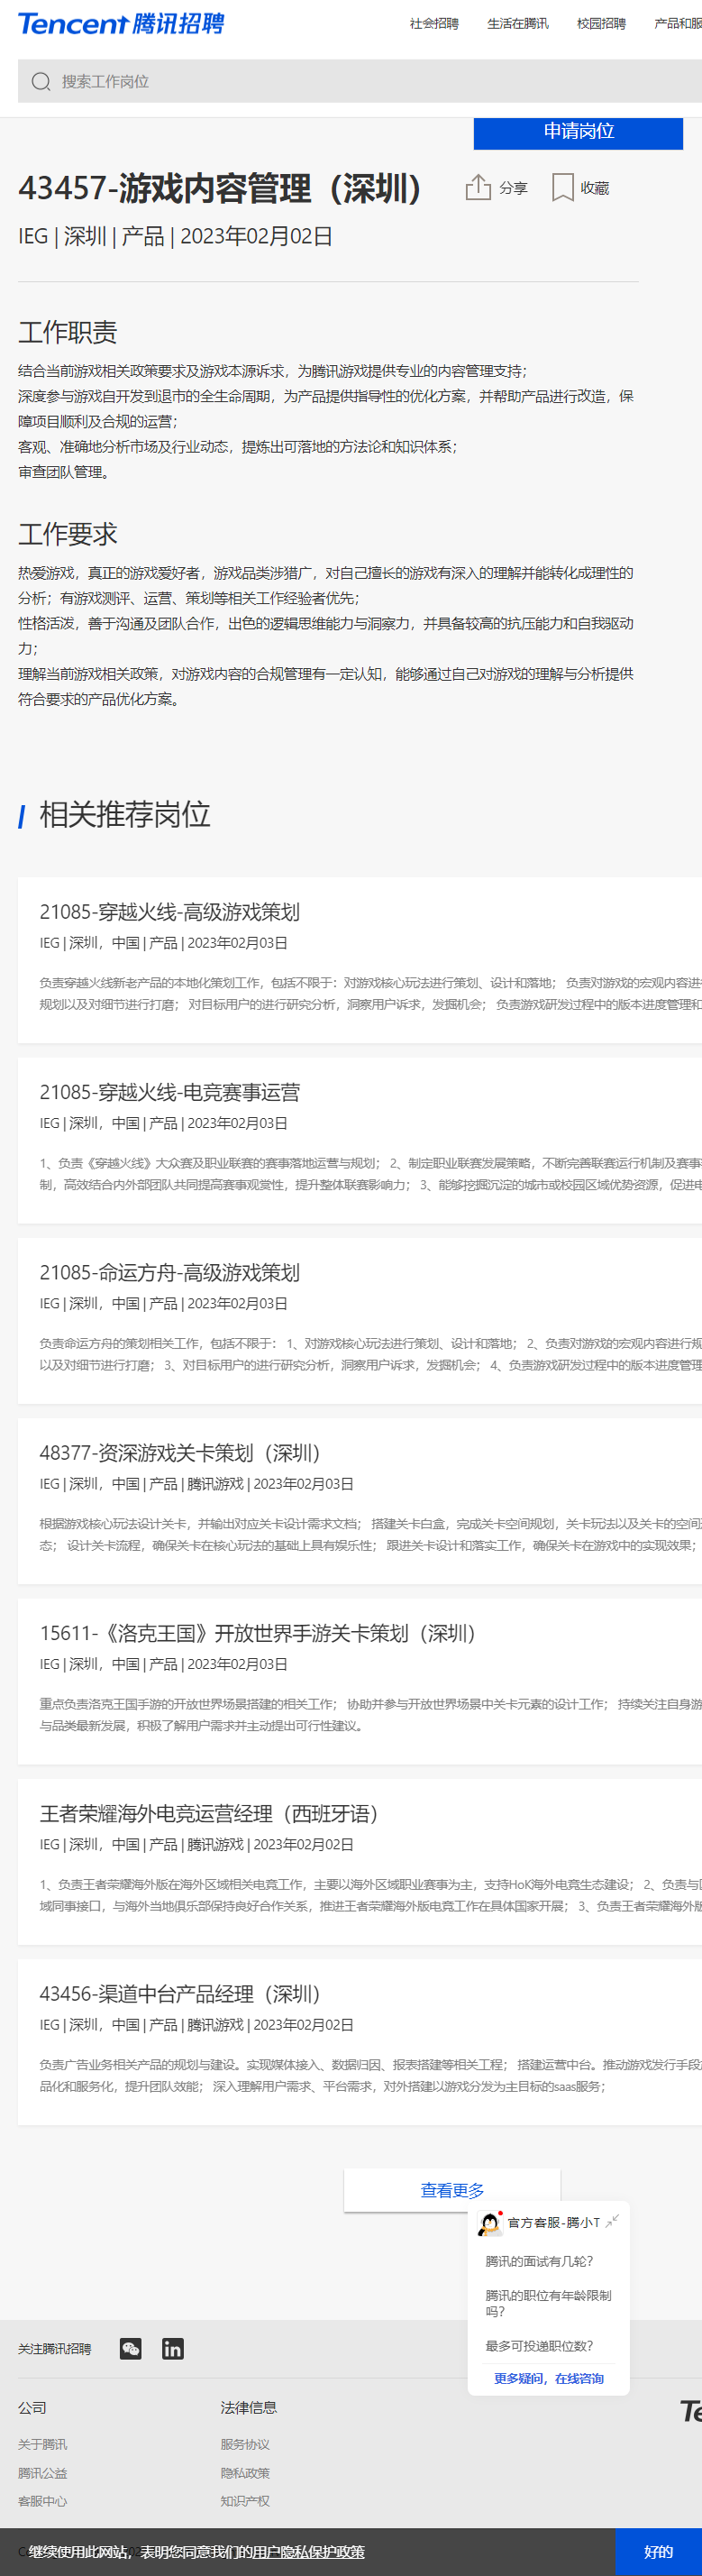 Tencent 腾讯招聘
社会招聘 生活在腾讯 校园招聘 产品和服
搜索工作岗位
申请岗位
43457-游戏内容管理（深圳）
分享 收藏
IEG | 深圳 | 产品 | 2023年02月02日
工作职责
结合当前游戏相关政策要求及游戏本源诉求，为腾讯游戏提供专业的内容管理支持；
深度参与游戏自开发到退市的全生命周期，为产品提供指导性的优化方案，并帮助产品进行改造，保
障项目顺利及合规的运营；
客观、准确地分析市场及行业动态，提炼出可落地的方法论和知识体系；
审查团队管理。
工作要求
热爱游戏，真正的游戏爱好者，游戏品类涉猎广，对自己擅长的游戏有深入的理解并能转化成理性的
分析；有游戏测评、运营、策划等相关工作经验者优先；
性格活泼，善于沟通及团队合作，出色的逻辑思维能力与洞察力，并具备较高的抗压能力和自我驱动
力；
理解当前游戏相关政策，对游戏内容的合规管理有一定认知，能够通过自己对游戏的理解与分析提供
符合要求的产品优化方案。
相关推荐岗位
21085-穿越火线-高级游戏策划
IEG | 深圳，中国 | 产品 | 2023年02月03日
负责穿越火线新老产品的本地化策划工作，包括不限于：对游戏核心玩法进行策划、设计和落地； 负责对游戏的宏观内容进
规划以及对细节进行打磨； 对目标用户的进行研究分析，洞察用户诉求，发掘机会； 负责游戏研发过程中的版本进度管理和
21085-穿越火线-电竞赛事运营
IEG | 深圳，中国 | 产品 | 2023年02月03日
1、负责《穿越火线》大众赛及职业联赛的赛事落地运营与规划； 2、制定职业联赛发展策略，不断完善联赛运行机制及赛事
制，高效结合内外部团队共同提高赛事观赏性，提升整体联赛影响力； 3、能够挖掘沉淀的城市或校园区域优势资源，促进电
21085-命运方舟-高级游戏策划
IEG | 深圳，中国 | 产品 | 2023年02月03日
负责命运方舟的策划相关工作，包括不限于： 1、对游戏核心玩法进行策划、设计和落地； 2、负责对游戏的宏观内容进行规
以及对细节进行打磨； 3、对目标用户的进行研究分析，洞察用户诉求，发掘机会； 4、负责游戏研发过程中的版本进度管理
48377-资深游戏关卡策划（深圳）
IEG | 深圳，中国 | 产品 | 腾讯游戏 | 2023年02月03日
根据游戏核心玩法设计关卡，并输出对应关卡设计需求文档； 搭建关卡白盒，完成关卡空间规划，关卡玩法以及关卡的空间
态； 设计关卡流程，确保关卡在核心玩法的基础上具有娱乐性； 跟进关卡设计和落实工作，确保关卡在游戏中的实现效果；
15611-《洛克王国》开放世界手游关卡策划（深圳）
IEG | 深圳，中国 | 产品 | 2023年02月03日
重点负责洛克王国手游的开放世界场景搭建的相关工作； 协助并参与开放世界场景中关卡元素的设计工作； 持续关注自身游
与品类最新发展，积极了解用户需求并主动提出可行性建议。
王者荣耀海外电竞运营经理（西班牙语）
IEG | 深圳，中国 | 产品 | 腾讯游戏 | 2023年02月02日
1、负责王者荣耀海外版在海外区域相关电竞工作，主要以海外区域职业赛事为主，支持HoK海外电竞生态建设； 2、负责与区
域同事接口，与海外当地俱乐部保持良好合作关系，推进王者荣耀海外版电竞工作在具体国家开展； 3、负责王者荣耀海外版
43456-渠道中台产品经理（深圳）
IEG | 深圳，中国 | 产品 | 腾讯游戏 | 2023年02月02日
负责广告业务相关产品的规划与建设。实现媒体接入、数据归因、报表搭建等相关工程； 搭建运营中台。推动游戏发行手段
品化和服务化，提升团队效能； 深入理解用户需求、平台需求，对外搭建以游戏分发为主目标的saas服务；
查看更多
官方客服-腾小T
腾讯的面试有几轮?
腾讯的职位有年龄限制
吗?
最多可投递职位数?
更多疑问，在线咨询
关注腾讯招聘
公司 法律信息
Te
关于腾讯 服务协议
腾讯公益 隐私政策
客服中心 知识产权
继续使用此网站，表明您同意我们的用户隐私保护政策
好的